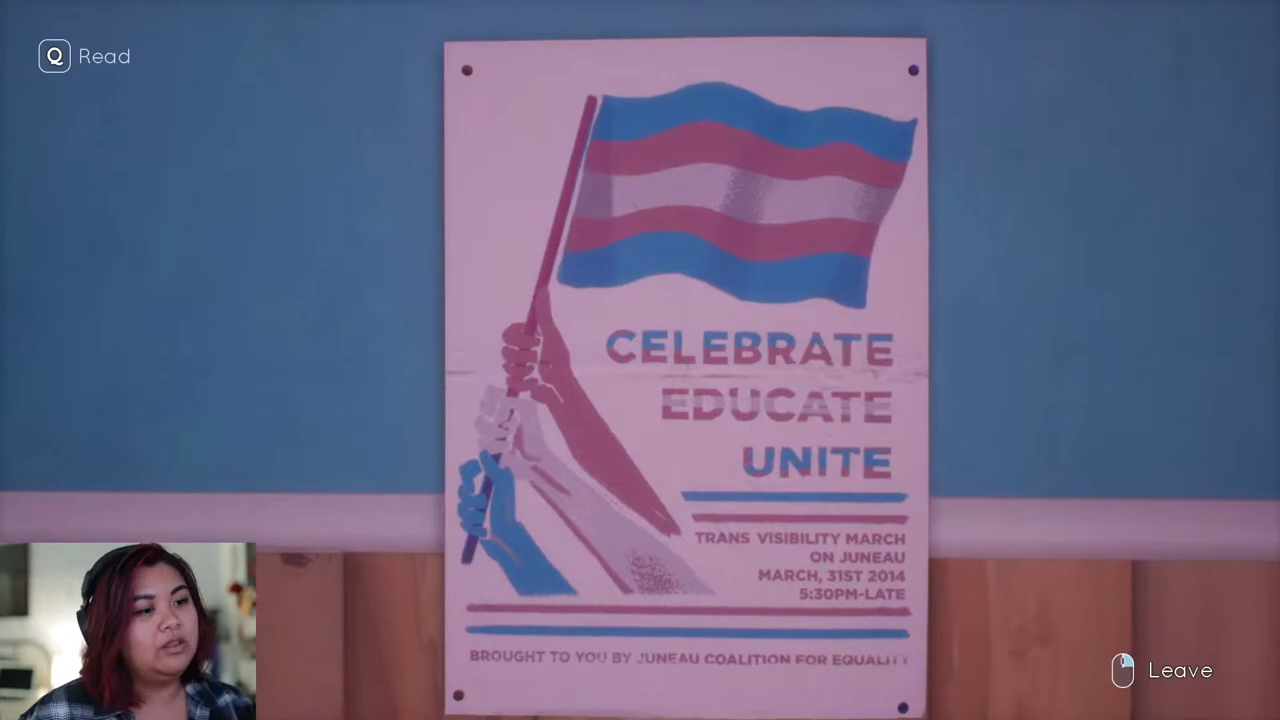 Q Read
CELEBRATE
EDUCATE
UNITE
TRANS VISIBILITY MARCH
ON JUNEAU
MARCH, 31ST 2014
5:30PM-LATE
BROUGHT TO YOU BY JUNEAU COALITION FOR EQUALITY
Leave